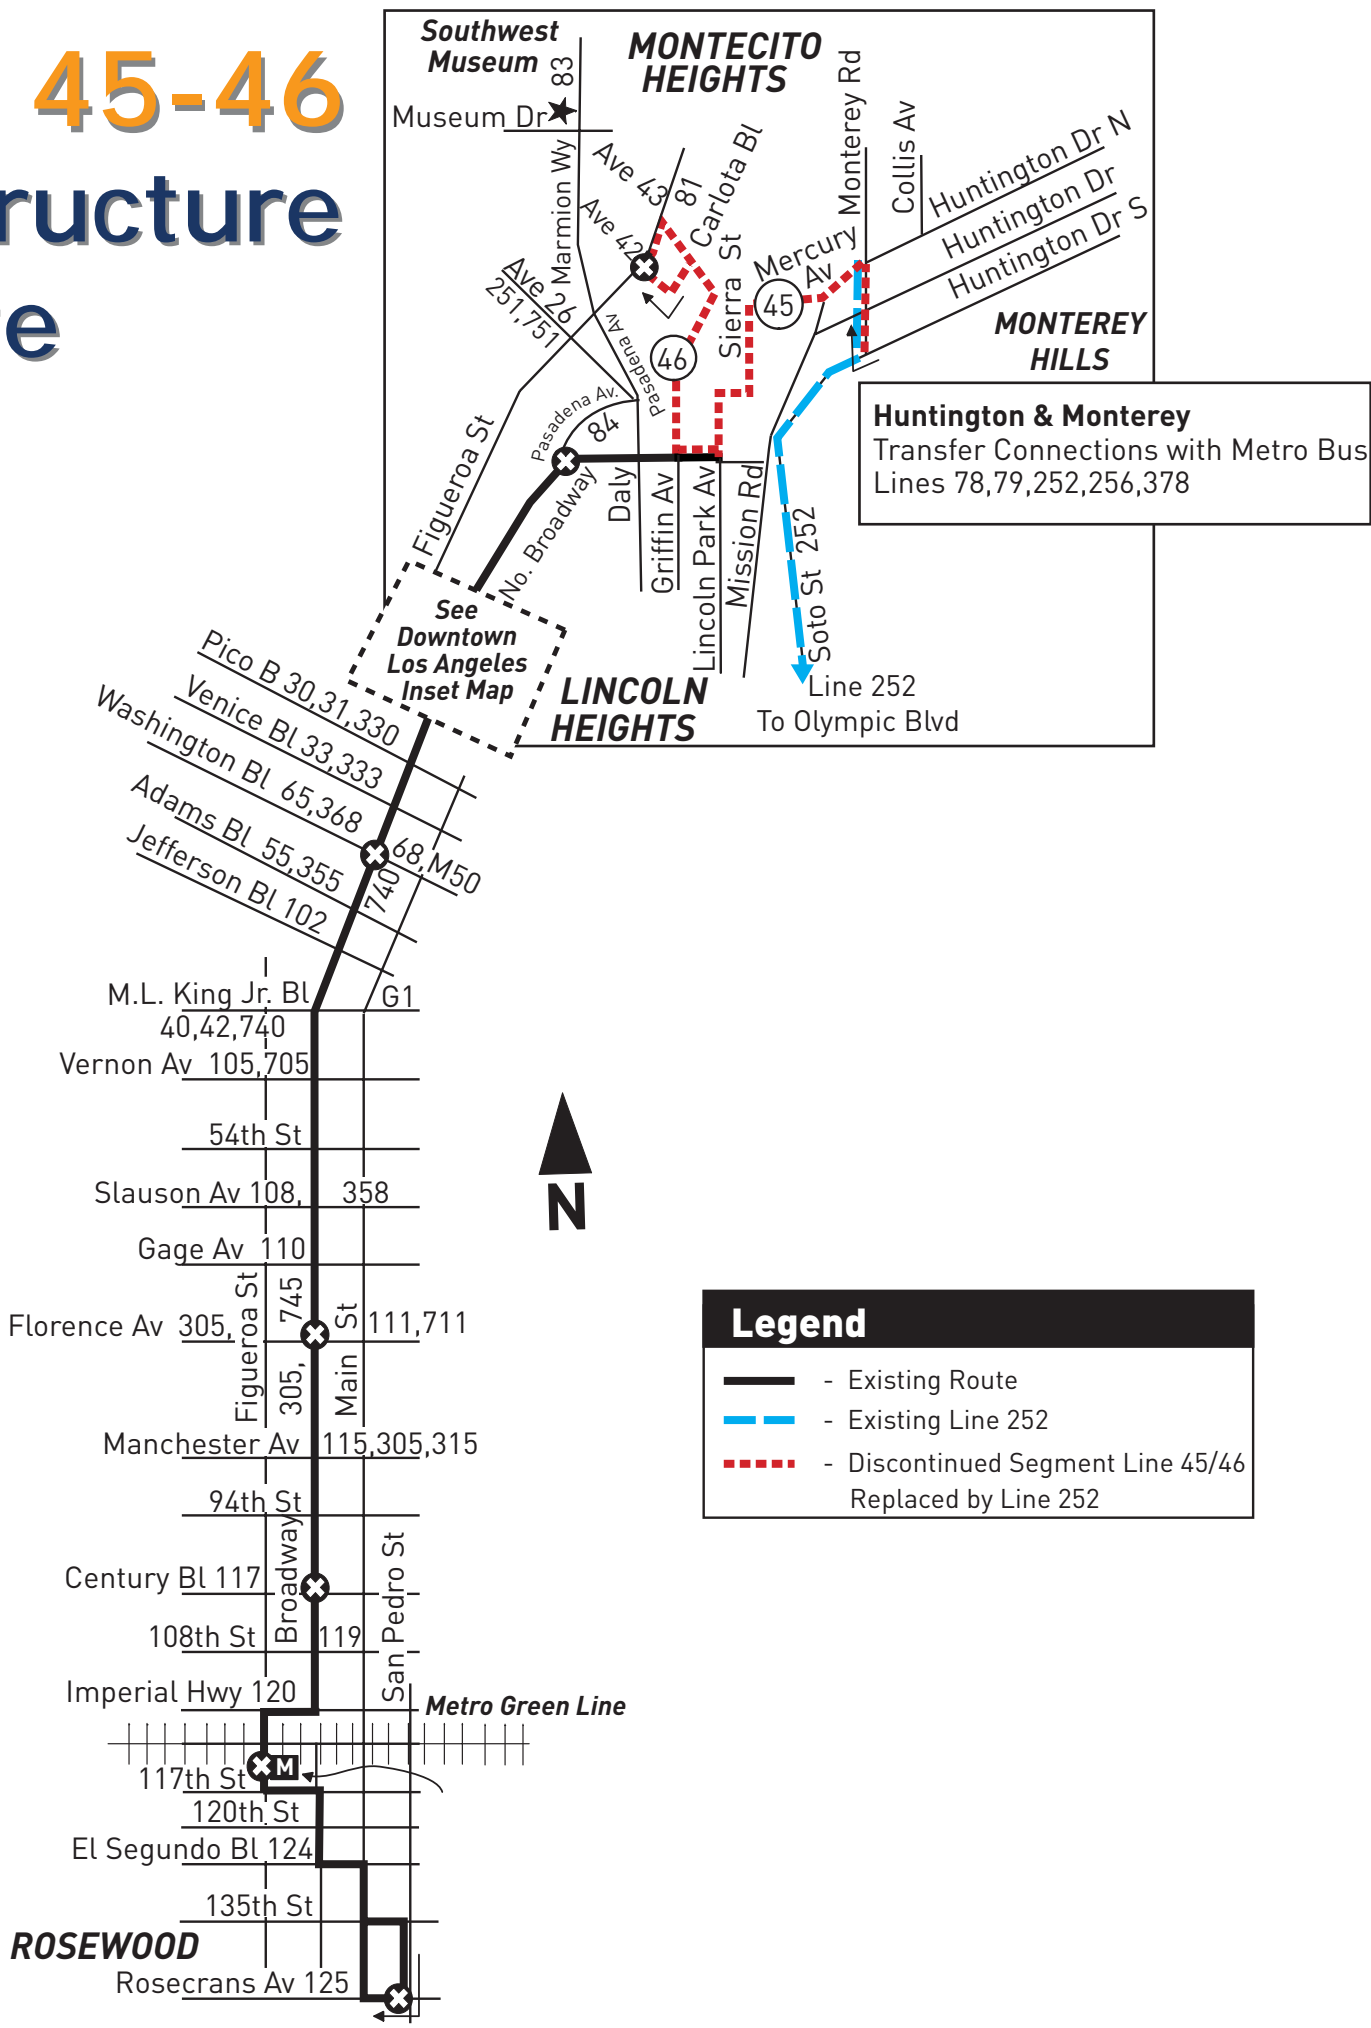 45-46
ructure
e
Southwest
Museum
83
MONTECITO
HEIGHTS
Museum Dr
Marmion Wy
Ave 43
81
Carlota Bl
Ave 42
Sierra St
Mercury
Av
Monterey Rd
Collis Av
Huntington Dr N
Huntington Dr
Huntington Dr S
Ave 26
251,751
Pasadena Av
45
46
MONTEREY
HILLS
Huntington & Monterey
Transfer Connections with Metro Bus
Lines 78,79,252,256,378
Figueroa St
Pasadena Av.
84
No. Broadway
Daly
Griffin Av
Lincoln Park Av
Mission Rd
Soto St 252
See
Downtown
Los Angeles
Inset Map
LINCOLN
HEIGHTS
Line 252
To Olympic Blvd
Pico B 30,31,330
Venice Bl 33,333
Washington Bl 65,368
68,M50
Adams Bl 55,355
740
Jefferson Bl 102
M.L. King Jr. Bl
G1
40,42,740
Vernon Av 105,705
54th St
Slauson Av 108, 358
Gage Av 110
Figueroa St
305, 745
Main St
Florence Av 305, 111,711
Manchester Av 115,305,315
94th St
Broadway
Century Bl 117
San Pedro St
108th St 119
Imperial Hwy 120
Metro Green Line
M
117th St
120th St
El Segundo Bl 124
135th St
ROSEWOOD
Rosecrans Av 125
N
Legend
- Existing Route
- Existing Line 252
- Discontinued Segment Line 45/46
Replaced by Line 252